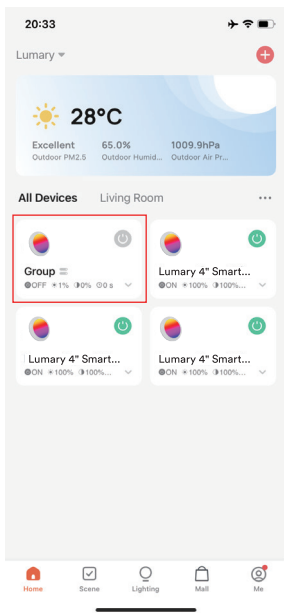 20:33
Lumary
28°C
Excellent 65.0% 1009.9hPa
Outdoor PM2.5 Outdoor Humid... Outdoor Air Pr...
All Devices Living Room ...
Group
OFF 1% 0% 0 s
Lumary 4" Smart...
ON 100% 100%...
Lumary 4" Smart...
ON 100% 100%...
Lumary 4" Smart...
ON 100% 100%...
Home Scene Lighting Mall Me